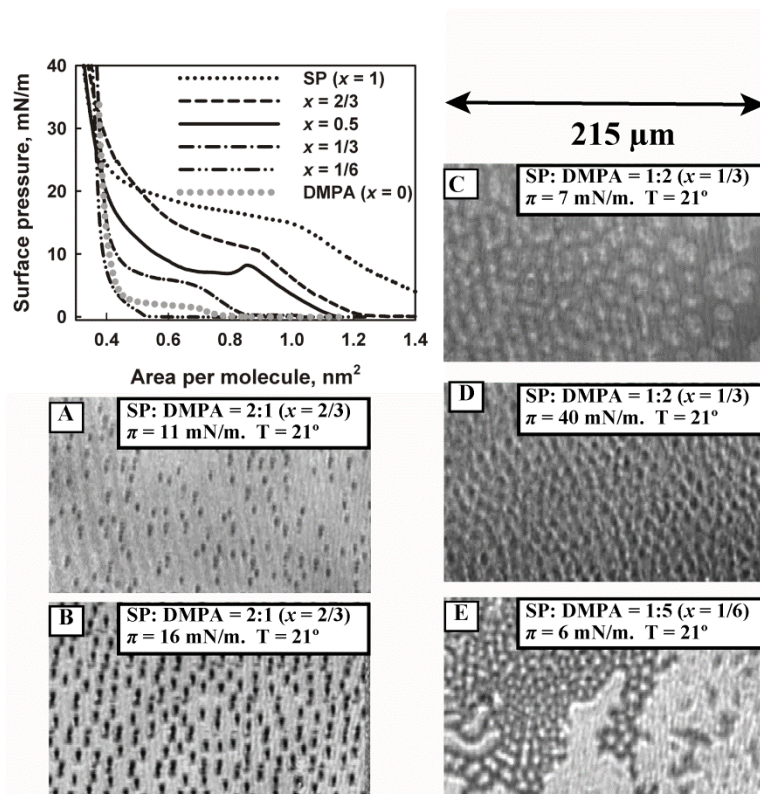 Surface pressure, mN/m
40
30
20
10
0
0.4 0.6 0.8 1.0 1.2 1.4
Area per molecule, nm²
SP (x = 1)
x = 2/3
x = 0.5
x = 1/3
x = 1/6
DMPA (x = 0)
215 µm
C
SP: DMPA = 1:2 (x = 1/3)
π = 7 mN/m. T = 21º
A
SP: DMPA = 2:1 (x = 2/3)
π = 11 mN/m. T = 21º
D
SP: DMPA = 1:2 (x = 1/3)
π = 40 mN/m. T = 21º
B
SP: DMPA = 2:1 (x = 2/3)
π = 16 mN/m. T = 21º
E
SP: DMPA = 1:5 (x = 1/6)
π = 6 mN/m. T = 21º